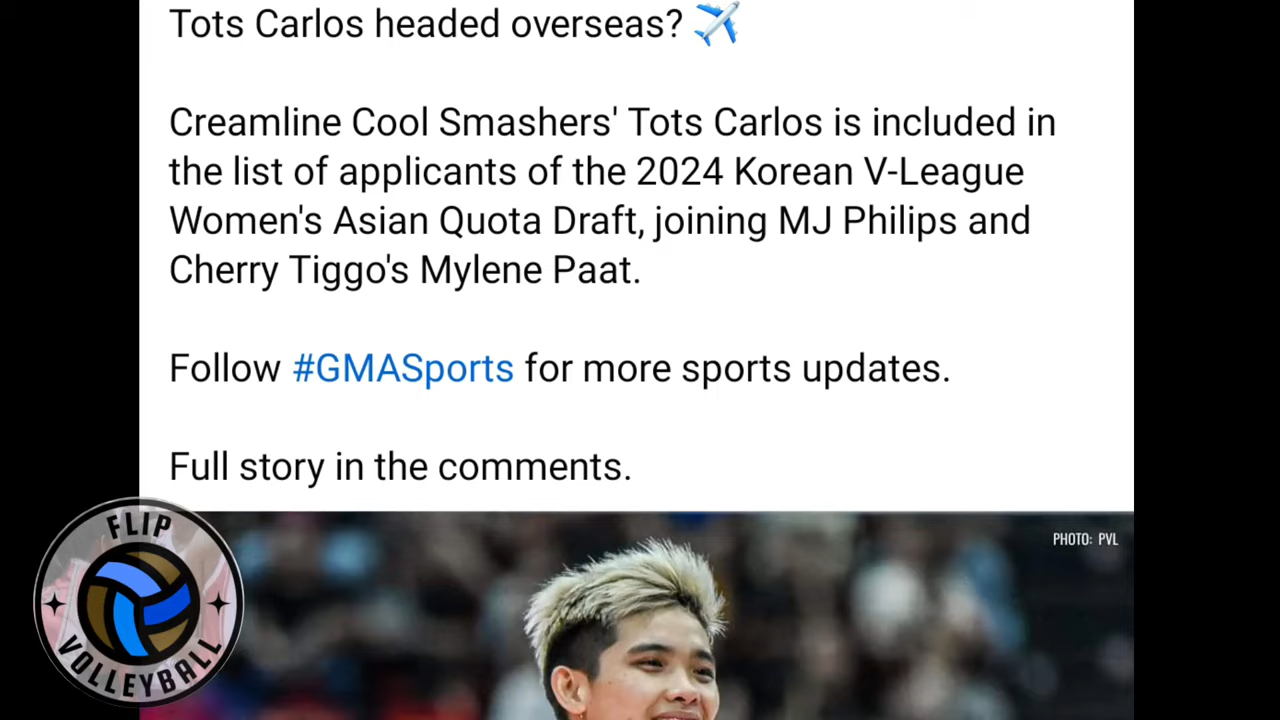 Tots Carlos headed overseas? ✈️
Creamline Cool Smashers' Tots Carlos is included in
the list of applicants of the 2024 Korean V-League
Women's Asian Quota Draft, joining MJ Philips and
Cherry Tiggo's Mylene Paat.
Follow #GMASports for more sports updates.
Full story in the comments.
PHOTO: PVL
FLIP
VOLLEYBALL